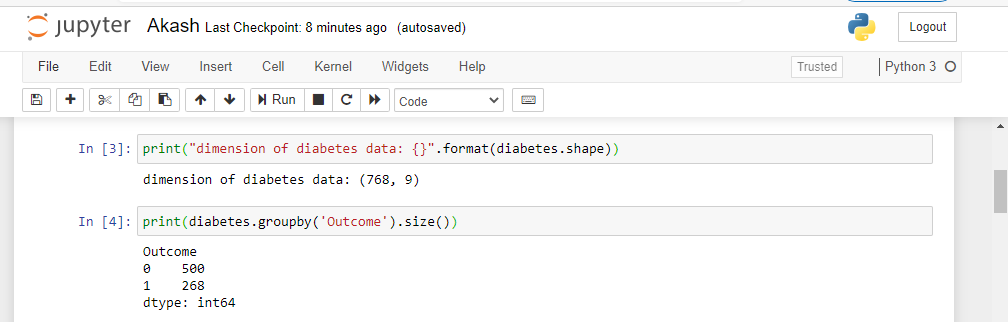 jupyter Akash Last Checkpoint: 8 minutes ago (autosaved) Logout
File Edit View Insert Cell Kernel Widgets Help Trusted Python 3
Run Code
In [3]: print("dimension of diabetes data: {}".format(diabetes.shape))
dimension of diabetes data: (768, 9)
In [4]: print(diabetes.groupby('Outcome').size())
Outcome
0    500
1    268
dtype: int64